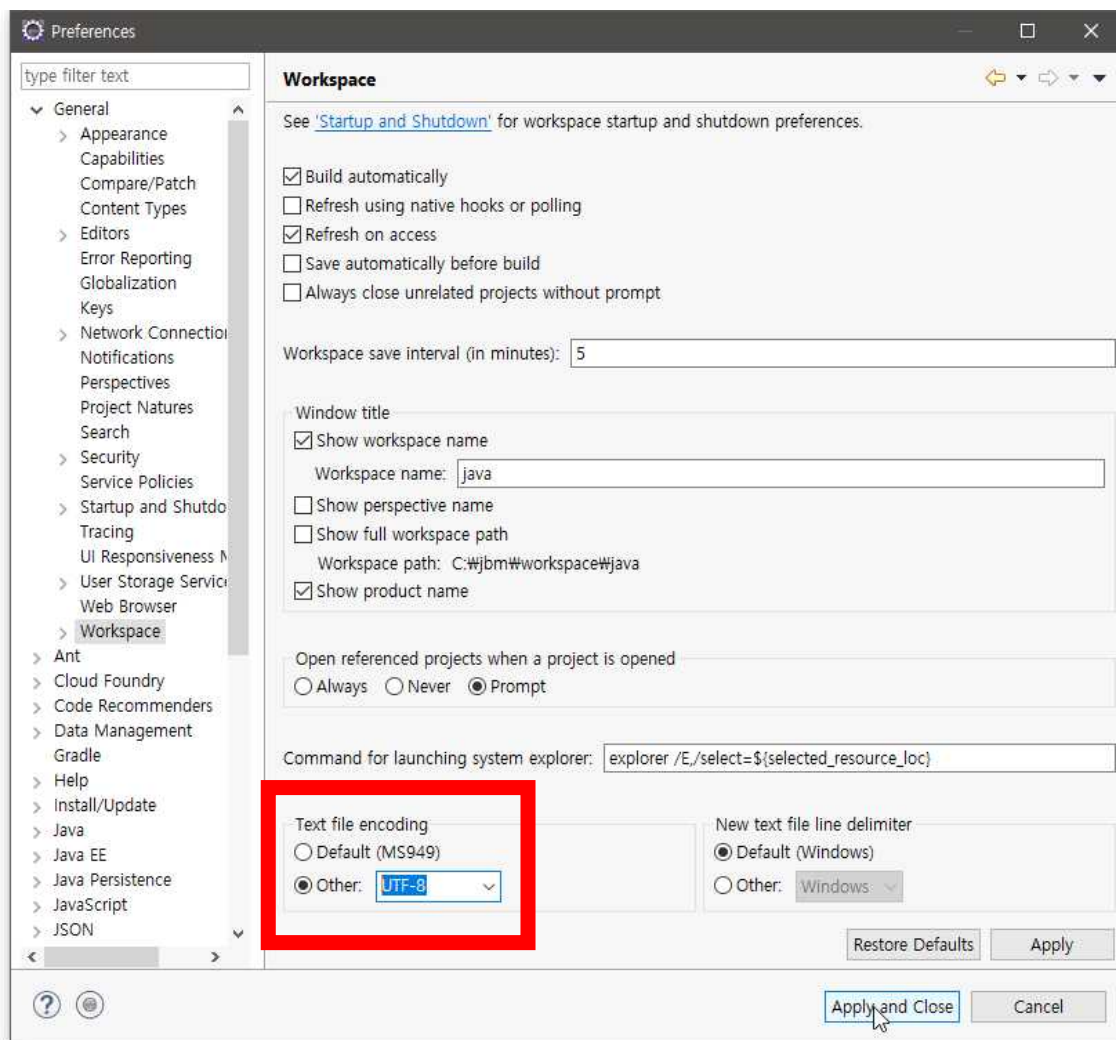 Preferences
type filter text
General
Appearance
Capabilities
Compare/Patch
Content Types
Editors
Error Reporting
Globalization
Keys
Network Connection
Notifications
Perspectives
Project Natures
Search
Security
Service Policies
Startup and Shutdo
Tracing
UI Responsiveness M
User Storage Service
Web Browser
Workspace
Ant
Cloud Foundry
Code Recommenders
Data Management
Gradle
Help
Install/Update
Java
Java EE
Java Persistence
JavaScript
JSON
Workspace
See 'Startup and Shutdown' for workspace startup and shutdown preferences.
Build automatically
Refresh using native hooks or polling
Refresh on access
Save automatically before build
Always close unrelated projects without prompt
Workspace save interval (in minutes): 5
Window title
Show workspace name
Workspace name: java
Show perspective name
Show full workspace path
Workspace path: C:₩jbm₩workspace₩java
Show product name
Open referenced projects when a project is opened
Always Never Prompt
Command for launching system explorer: explorer /E,/select=${selected_resource_loc}
Text file encoding
Default (MS949)
Other: UTF-8
New text file line delimiter
Default (Windows)
Other: Windows
Restore Defaults Apply
Apply and Close Cancel